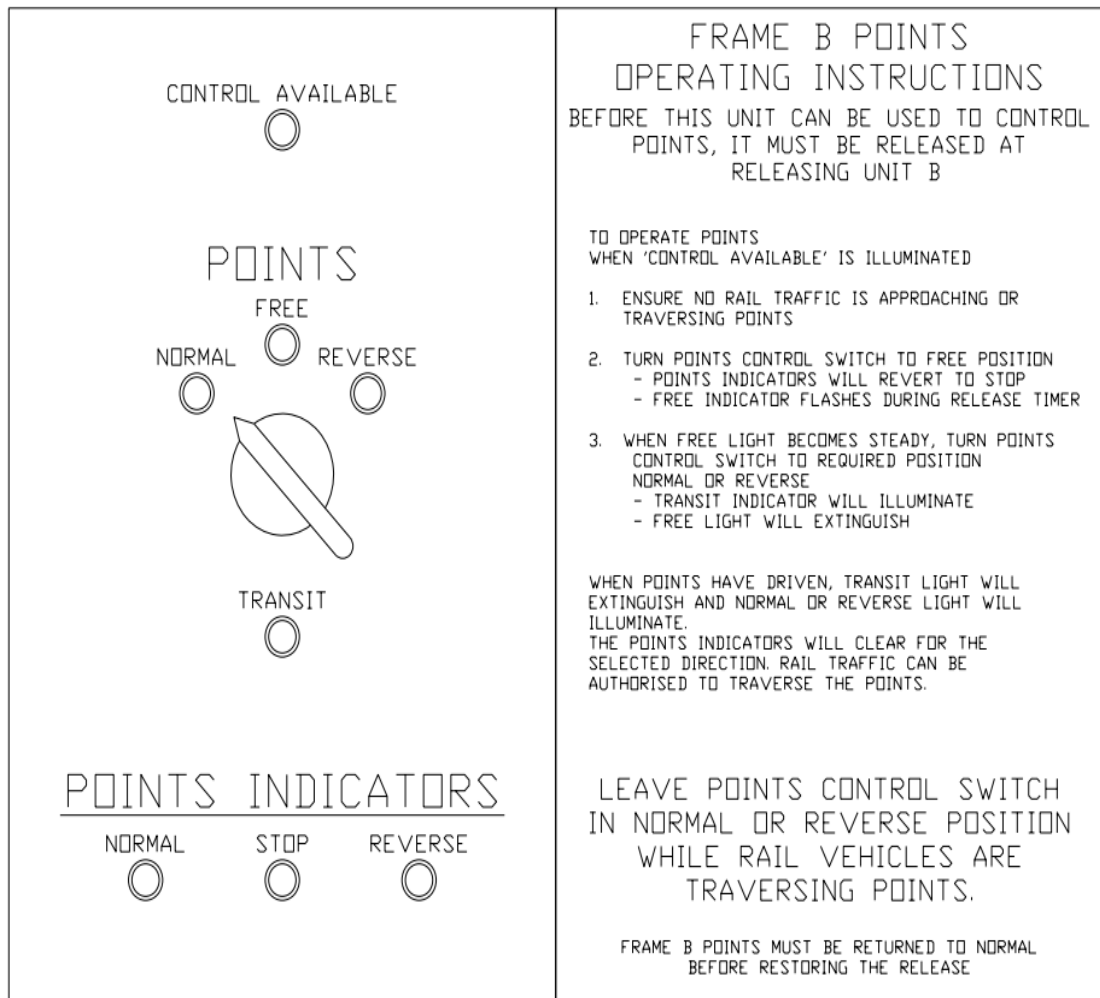 CONTROL AVAILABLE
POINTS
FREE
NORMAL
REVERSE
TRANSIT
POINTS INDICATORS
NORMAL
STOP
REVERSE
FRAME B POINTS
OPERATING INSTRUCTIONS
BEFORE THIS UNIT CAN BE USED TO CONTROL
POINTS, IT MUST BE RELEASED AT
RELEASING UNIT B
TO OPERATE POINTS
WHEN 'CONTROL AVAILABLE' IS ILLUMINATED
1. ENSURE NO RAIL TRAFFIC IS APPROACHING OR
TRAVERSING POINTS
2. TURN POINTS CONTROL SWITCH TO FREE POSITION
- POINTS INDICATORS WILL REVERT TO STOP
- FREE INDICATOR FLASHES DURING RELEASE TIMER
3. WHEN FREE LIGHT BECOMES STEADY, TURN POINTS
CONTROL SWITCH TO REQUIRED POSITION
NORMAL OR REVERSE
- TRANSIT INDICATOR WILL ILLUMINATE
- FREE LIGHT WILL EXTINGUISH
WHEN POINTS HAVE DRIVEN, TRANSIT LIGHT WILL
EXTINGUISH AND NORMAL OR REVERSE LIGHT WILL
ILLUMINATE.
THE POINTS INDICATORS WILL CLEAR FOR THE
SELECTED DIRECTION. RAIL TRAFFIC CAN BE
AUTHORISED TO TRAVERSE THE POINTS.
LEAVE POINTS CONTROL SWITCH
IN NORMAL OR REVERSE POSITION
WHILE RAIL VEHICLES ARE
TRAVERSING POINTS.
FRAME B POINTS MUST BE RETURNED TO NORMAL
BEFORE RESTORING THE RELEASE